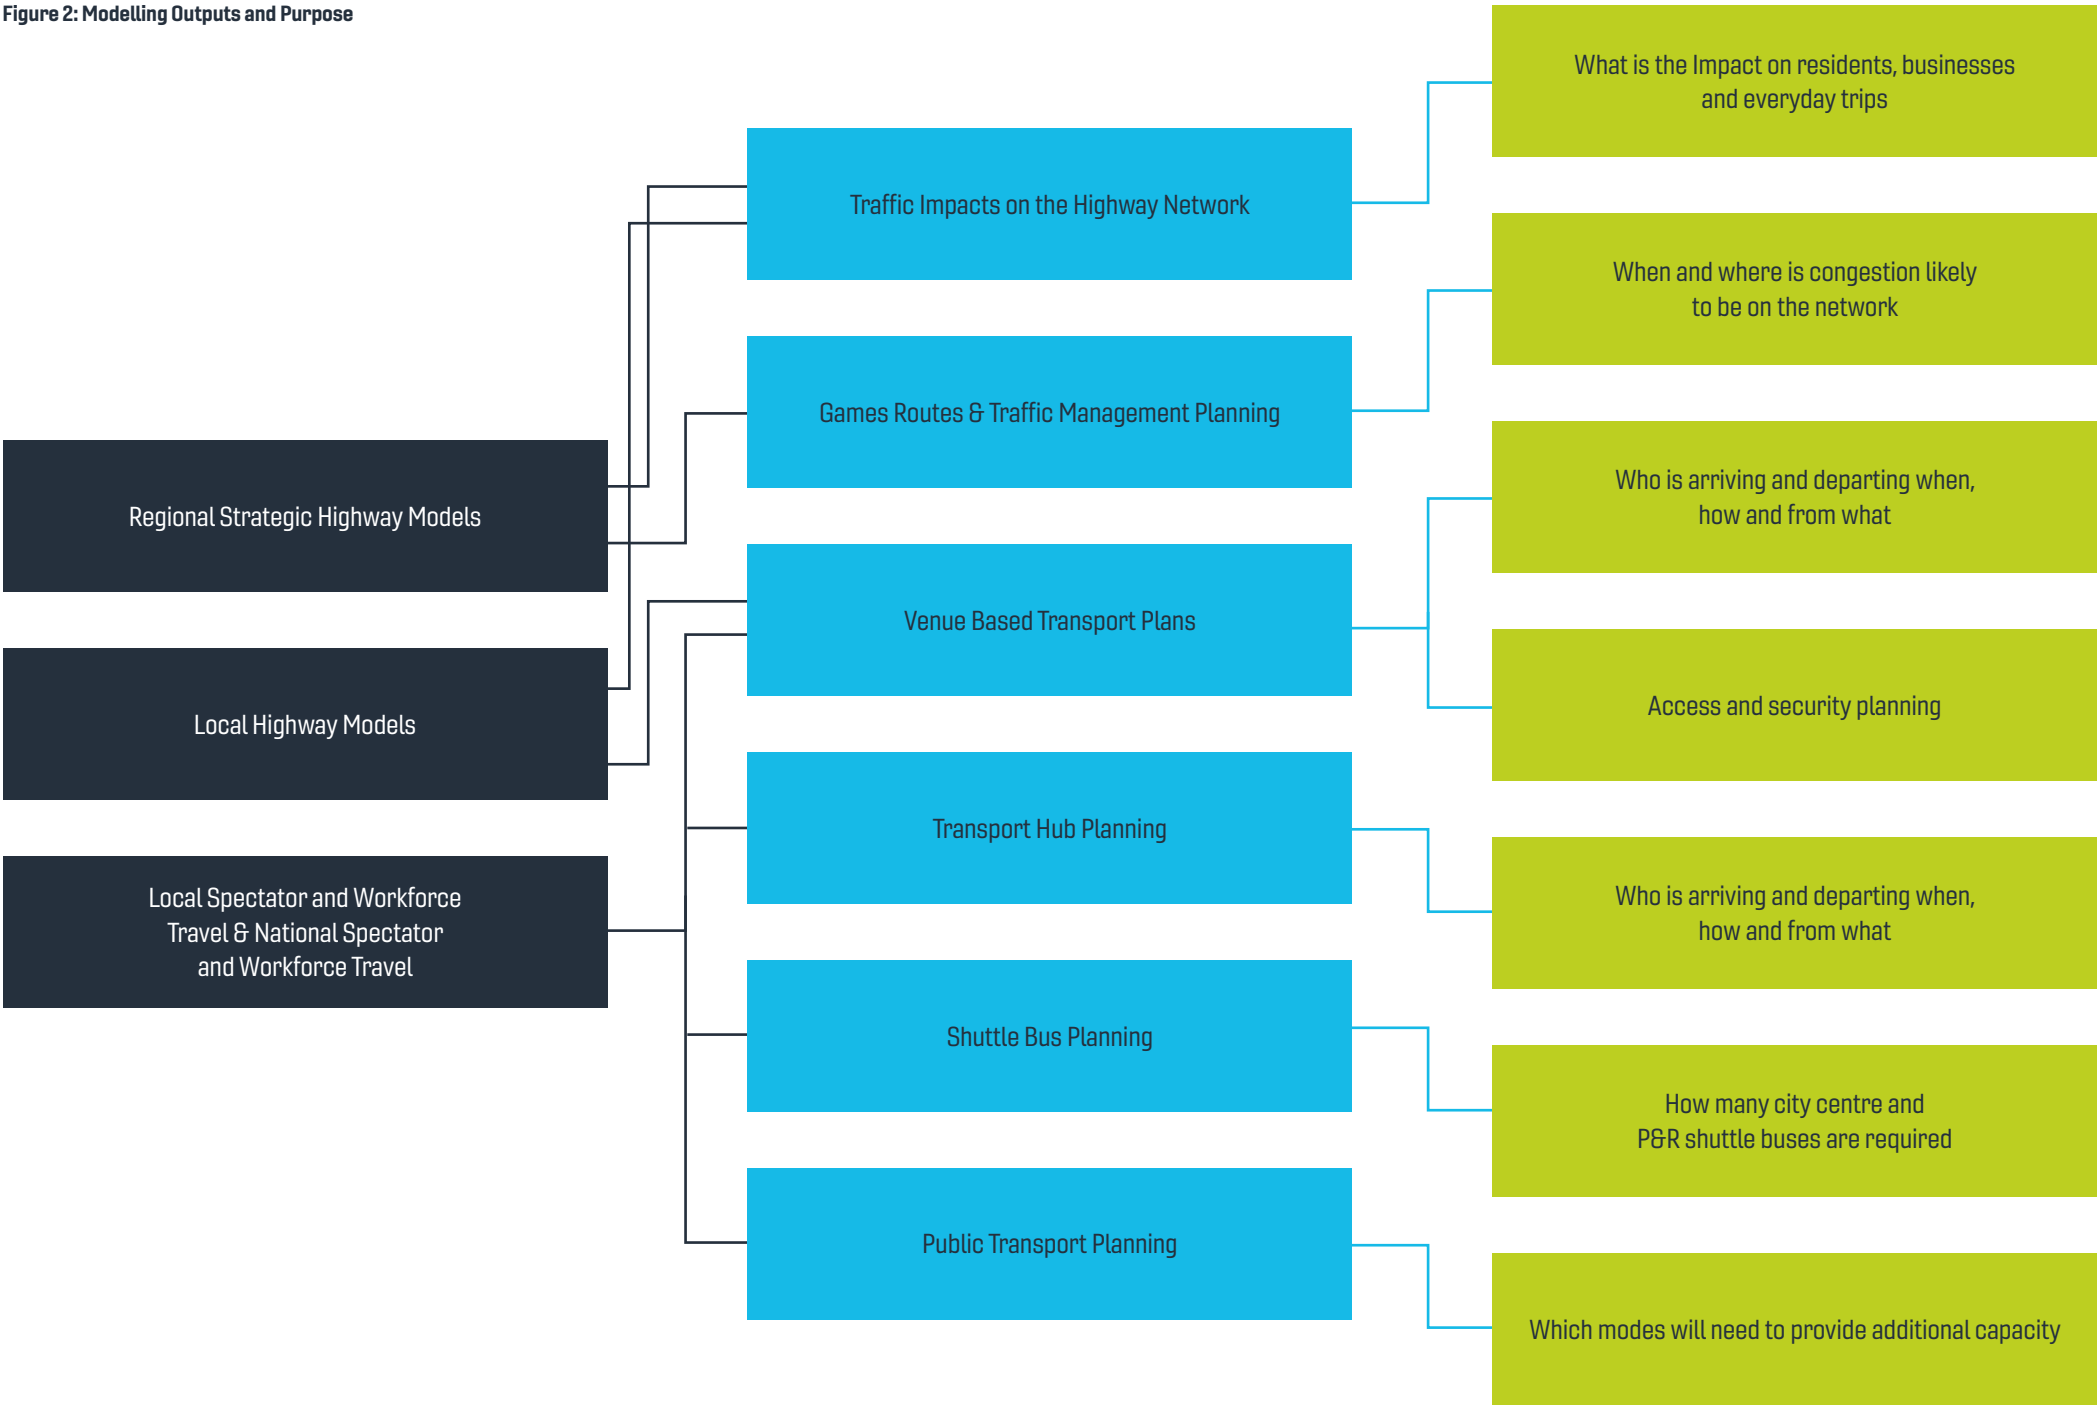 Figure 2: Modelling Outputs and Purpose
Regional Strategic Highway Models
Local Highway Models
Local Spectator and Workforce
Travel & National Spectator
and Workforce Travel
Traffic Impacts on the Highway Network
Games Routes & Traffic Management Planning
Venue Based Transport Plans
Transport Hub Planning
Shuttle Bus Planning
Public Transport Planning
What is the Impact on residents, businesses
and everyday trips
When and where is congestion likely
to be on the network
Who is arriving and departing when,
how and from what
Access and security planning
Who is arriving and departing when,
how and from what
How many city centre and
P&R shuttle buses are required
Which modes will need to provide additional capacity